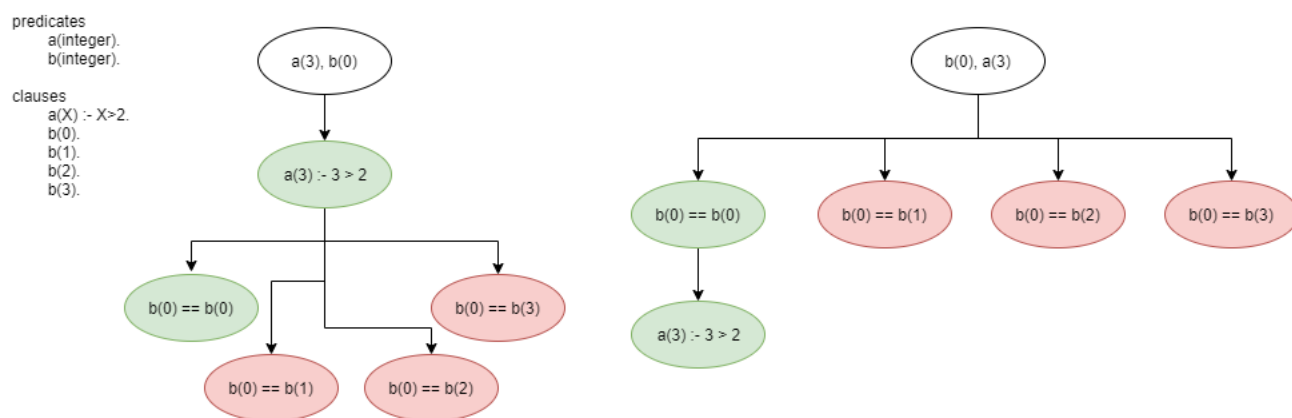 predicates
a(integer).
b(integer).
clauses
a(X) :- X>2.
b(0).
b(1).
b(2).
b(3).
a(3), b(0)
a(3) :- 3 > 2
b(0) == b(0)
b(0) == b(3)
b(0) == b(1)
b(0) == b(2)
b(0), a(3)
b(0) == b(0)
b(0) == b(1)
b(0) == b(2)
b(0) == b(3)
a(3) :- 3 > 2